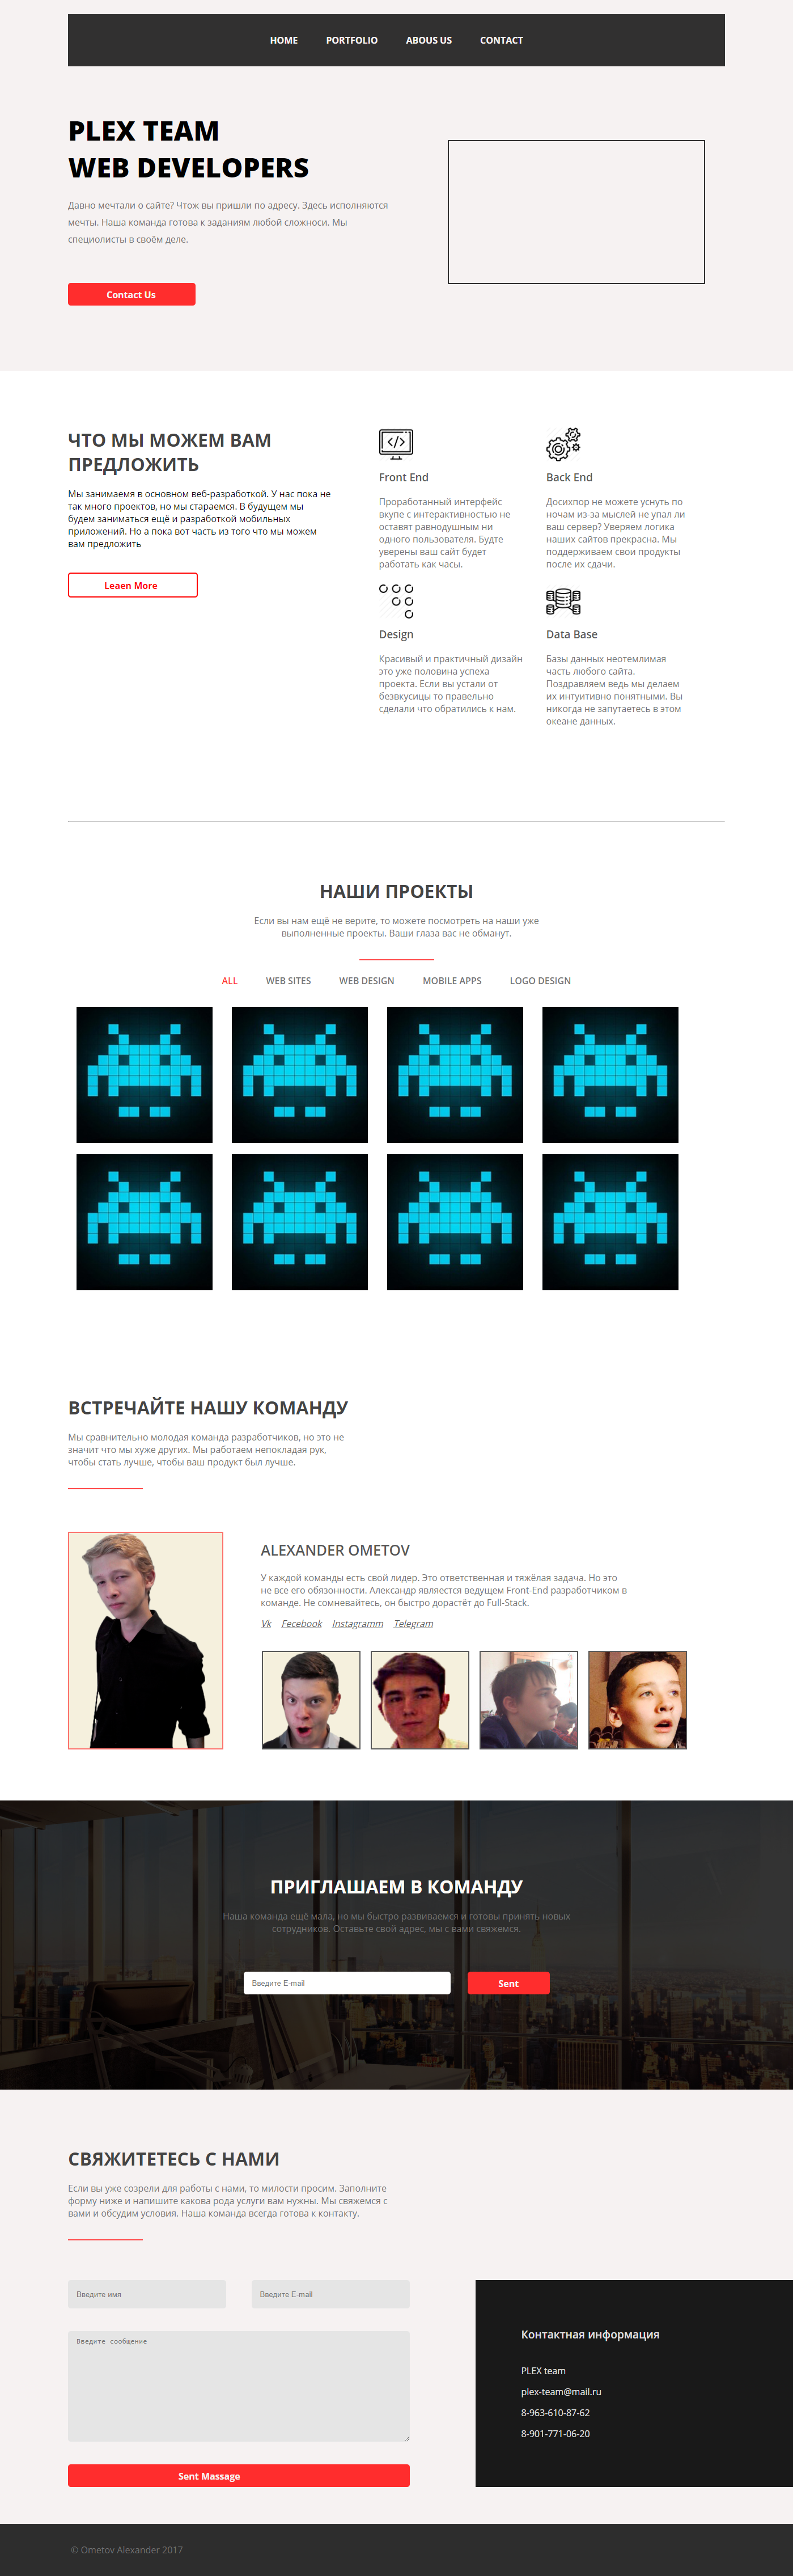 HOME PORTFOLIO ABOUS US CONTACT
PLEX TEAM
WEB DEVELOPERS
Давно мечтали о сайте? Чтож вы пришли по адресу. Здесь исполняются
мечты. Наша команда готова к заданиям любой сложноси. Мы
специолисты в своём деле.
Contact Us
ЧТО МЫ МОЖЕМ ВАМ
ПРЕДЛОЖИТЬ
Мы занимаемя в основном веб-разработкой. У нас пока не
так много проектов, но мы стараемся. В будущем мы
будем заниматься ещё и разработкой мобильных
приложений. Но а пока вот часть из того что мы можем
вам предложить
Leaen More
Front End
Проработанный интерфейс
вкупе с интерактивностью не
оставят равнодушным ни
одного пользователя. Будте
уверены ваш сайт будет
работать как часы.
Back End
Досихпор не можете уснуть по
ночам из-за мыслей не упал ли
ваш сервер? Уверяем логика
наших сайтов прекрасна. Мы
поддерживаем свои продукты
после их сдачи.
Design
Красивый и практичный дизайн
это уже половина успеха
проекта. Если вы устали от
безвкусицы то правельно
сделали что обратились к нам.
Data Base
Базы данных неотемлимая
часть любого сайта.
Поздравляем ведь мы делаем
их интуитивно понятными. Вы
никогда не запутаетесь в этом
океане данных.
НАШИ ПРОЕКТЫ
Если вы нам ещё не верите, то можете посмотреть на наши уже
выполненные проекты. Ваши глаза вас не обманут.
ALL WEB SITES WEB DESIGN MOBILE APPS LOGO DESIGN
ВСТРЕЧАЙТЕ НАШУ КОМАНДУ
Мы сравнительно молодая команда разработчиков, но это не
значит что мы хуже других. Мы работаем непокладая рук,
чтобы стать лучше, чтобы ваш продукт был лучше.
ALEXANDER OMETOV
У каждой команды есть свой лидер. Это ответственная и тяжёлая задача. Но это
не все его обязонности. Александр являестся ведущем Front-End разработчиком в
команде. Не сомневайтесь, он быстро дорастёт до Full-Stack.
Vk Fecebook Instagramm Telegram
ПРИГЛАШАЕМ В КОМАНДУ
Наша команда ещё мала, но мы быстро развиваемся и готовы принять новых
сотрудников. Оставьте свой адрес, мы с вами свяжемся.
Введите E-mail Sent
СВЯЖИТЕТЕСЬ С НАМИ
Если вы уже созрели для работы с нами, то милости просим. Заполните
форму ниже и напишите какова рода услуги вам нужны. Мы свяжемся с
вами и обсудим условия. Наша команда всегда готова к контакту.
Введите имя Введите E-mail
Введите сообщение
Sent Massage
Контактная информация
PLEX team
plex-team@mail.ru
8-963-610-87-62
8-901-771-06-20
© Ometov Alexander 2017